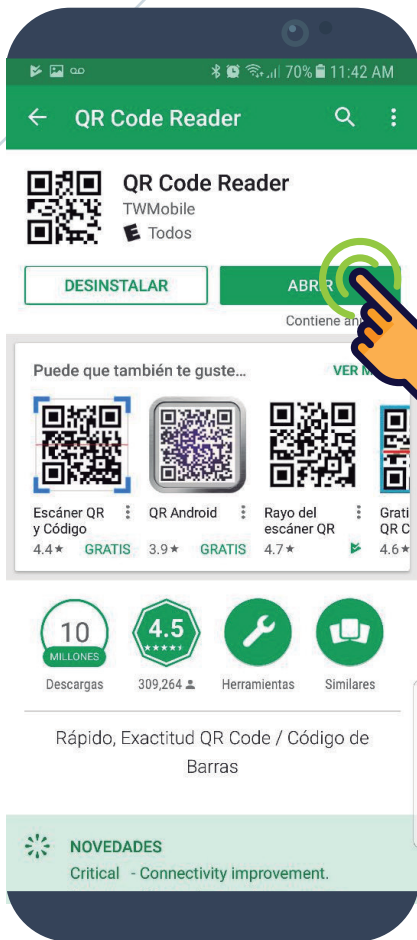 70% 11:42 AM
QR Code Reader
QR Code Reader
TWMobile
E Todos
DESINSTALAR
ABRIR
Contiene
Puede que también te guste...
VER
Escáner QR
y Código
4.4★ GRATIS
QR Android
3.9★ GRATIS
Rayo del
escáner QR
4.7★
Grati
QR C
4.6★
10
MILLONES
Descargas
4.5
309,264
Herramientas
Similares
Rápido, Exactitud QR Code / Código de
Barras
NOVEDADES
Critical - Connectivity improvement.